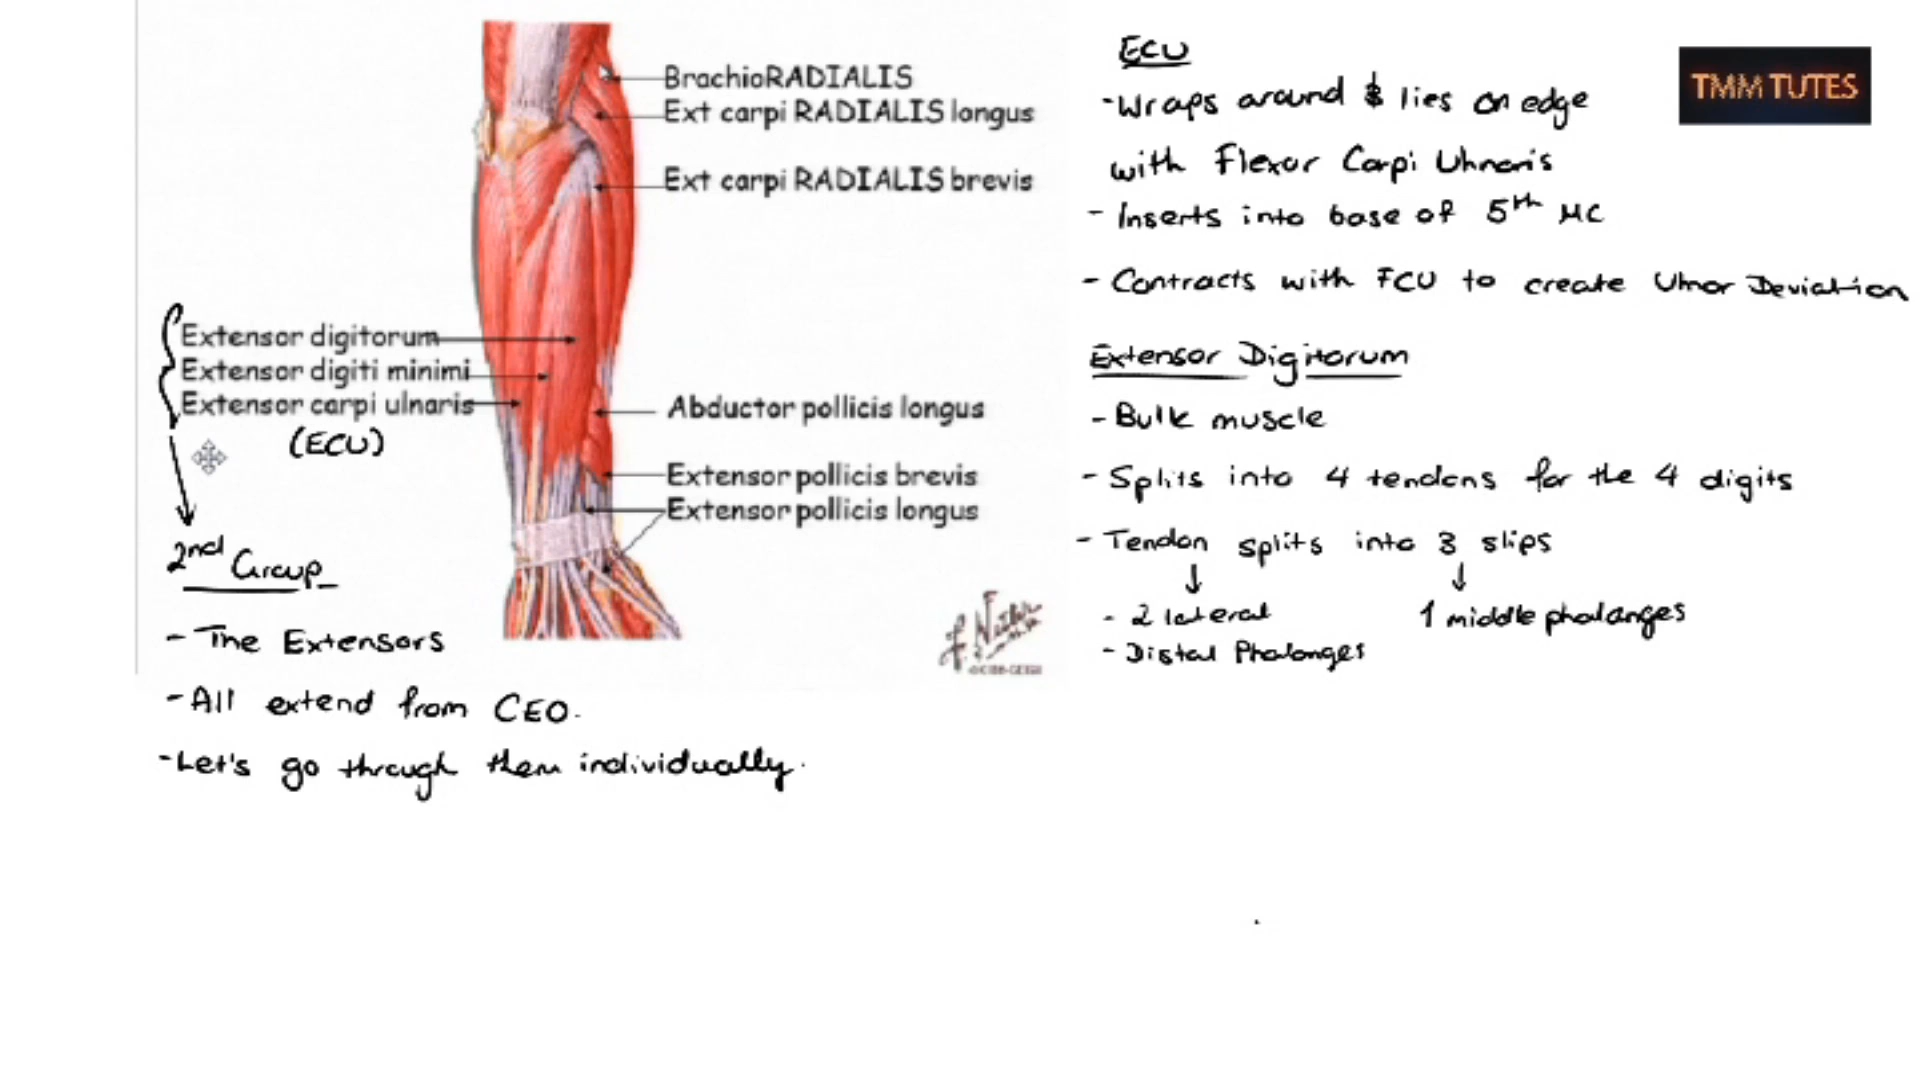 BrachioRADIALIS
Ext carpi RADIALIS longus
Ext carpi RADIALIS brevis
Extensor digitorum
Extensor digiti minimi
Extensor carpi ulnaris
(ECU)
Abductor pollicis longus
Extensor pollicis brevis
Extensor pollicis longus
2nd Group
- The Extensors
- All extend from CEO.
- Let's go through them individually.
ECU
- Wraps around & lies on edge
with Flexor Carpi Ulnaris
- Inserts into base of 5th MC
- Contracts with FCU to create Ulnar Deviation
Extensor Digitorum
- Bulk muscle
- Splits into 4 tendons for the 4 digits
- Tendon splits into 3 slips
↓ ↓
- 2 lateral 1 middle phalanges
- Distal Phalanges
TMM TUTES
F. Netter